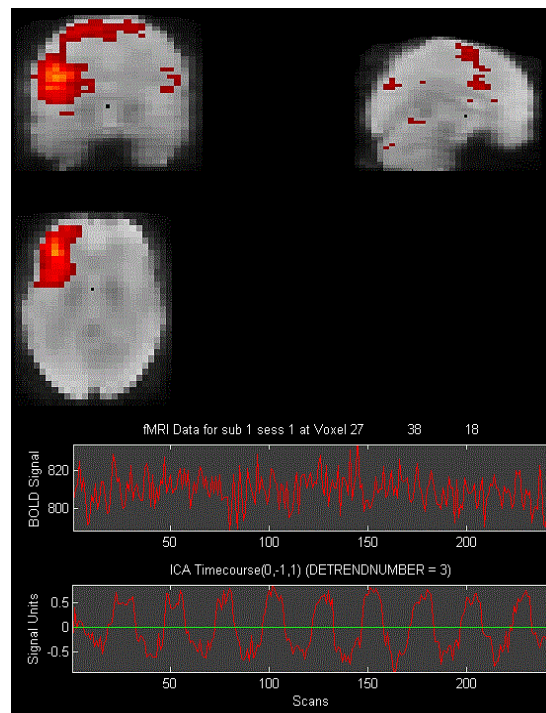 fMRI Data for sub 1 sess 1 at Voxel 27 38 18
BOLD Signal
820
800
50 100 150 200
ICA Timecourse(0,-1,1) (DETRENDNUMBER = 3)
Signal Units
0.5
0
-0.5
50 100 150 200
Scans